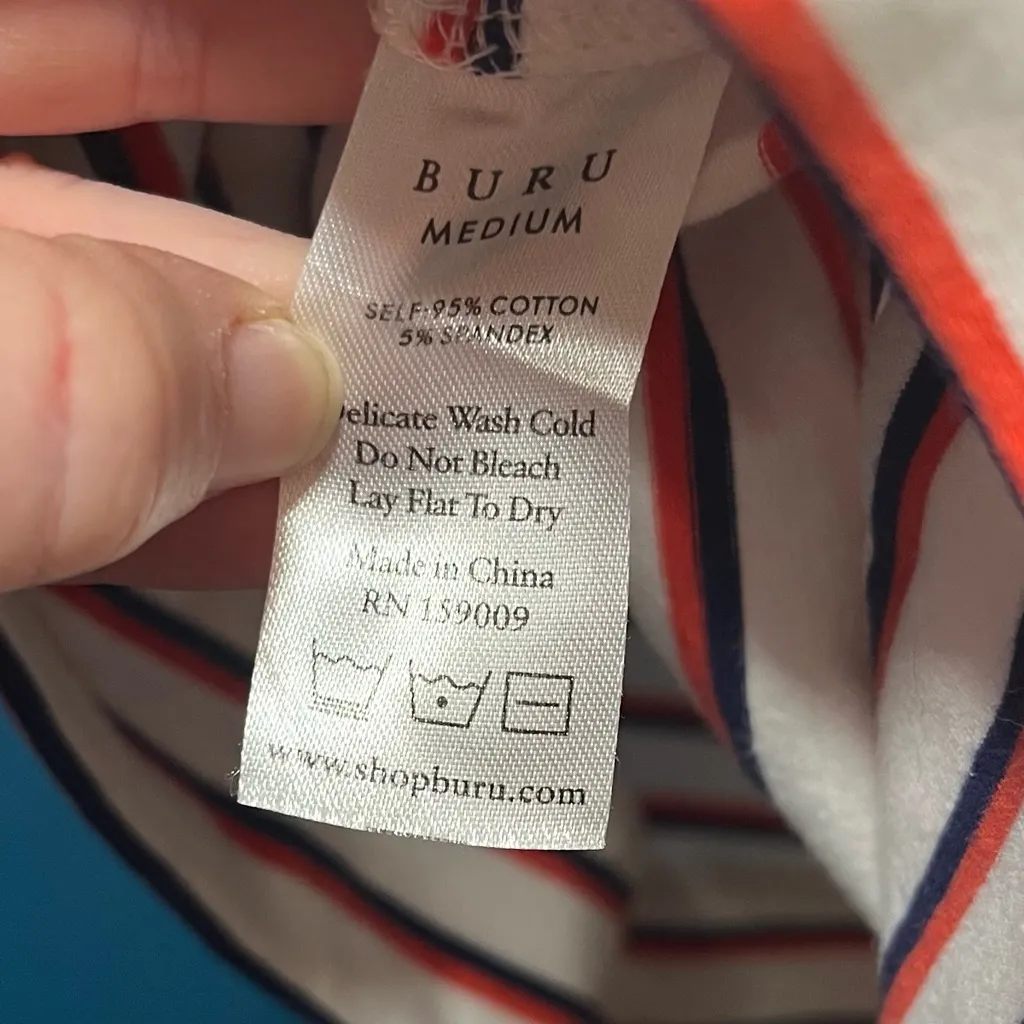 BURU
MEDIUM
SELF-95% COTTON
5% SPANDEX
elicate Wash Cold
Do Not Bleach
Lay Flat To Dry
Made in China
RN 159009
www.shopburu.com